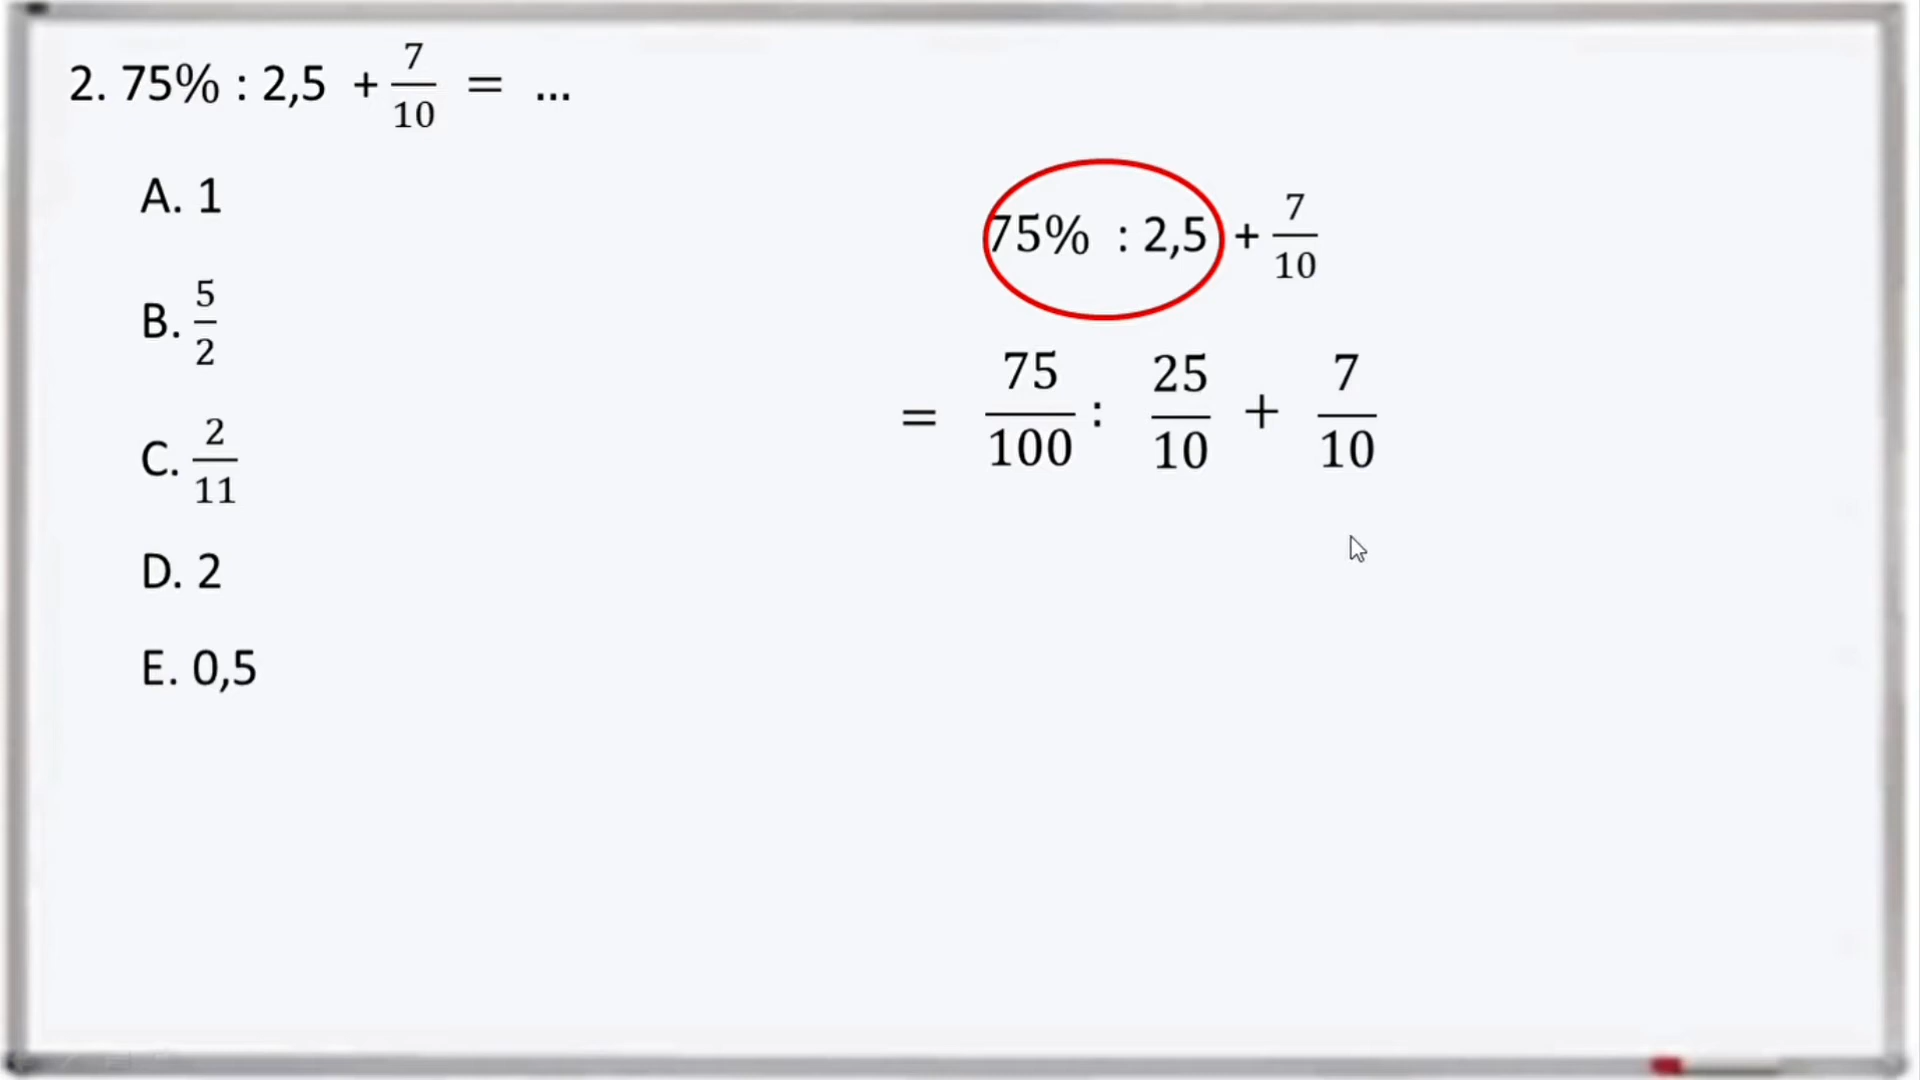 2. 75% : 2,5 + 7/10 = ...
A. 1
B. 5/2
C. 2/11
D. 2
E. 0,5
75% : 2,5 + 7/10
= 75/100 : 25/10 + 7/10